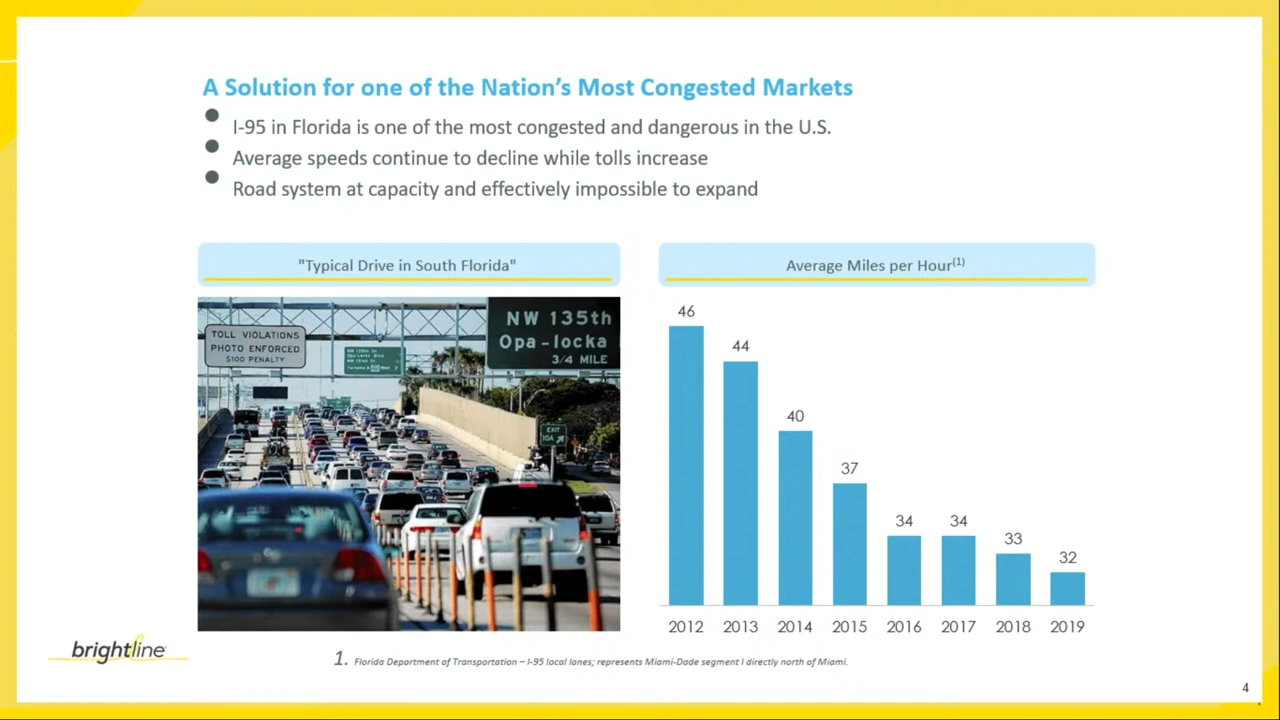 A Solution for one of the Nation's Most Congested Markets
I-95 in Florida is one of the most congested and dangerous in the U.S.
Average speeds continue to decline while tolls increase
Road system at capacity and effectively impossible to expand
"Typical Drive in South Florida"
Average Miles per Hour(1)
TOLL VIOLATIONS
PHOTO ENFORCED
$100 PENALTY
NW 135th
Opa-locka
3/4 MILE
EXIT
10A
46
44
40
37
34
34
33
32
2012 2013 2014 2015 2016 2017 2018 2019
brightline
1. Florida Department of Transportation – I-95 local lanes; represents Miami-Dade segment I directly north of Miami.
4